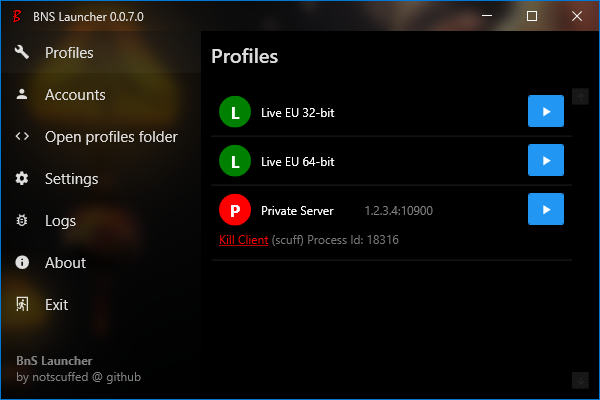 BNS Launcher 0.0.7.0
Profiles
Accounts
Open profiles folder
Settings
Logs
About
Exit
BnS Launcher
by notscuffed @ github
Profiles
L Live EU 32-bit
L Live EU 64-bit
P Private Server 1.2.3.4:10900
Kill Client (scuff) Process Id: 18316